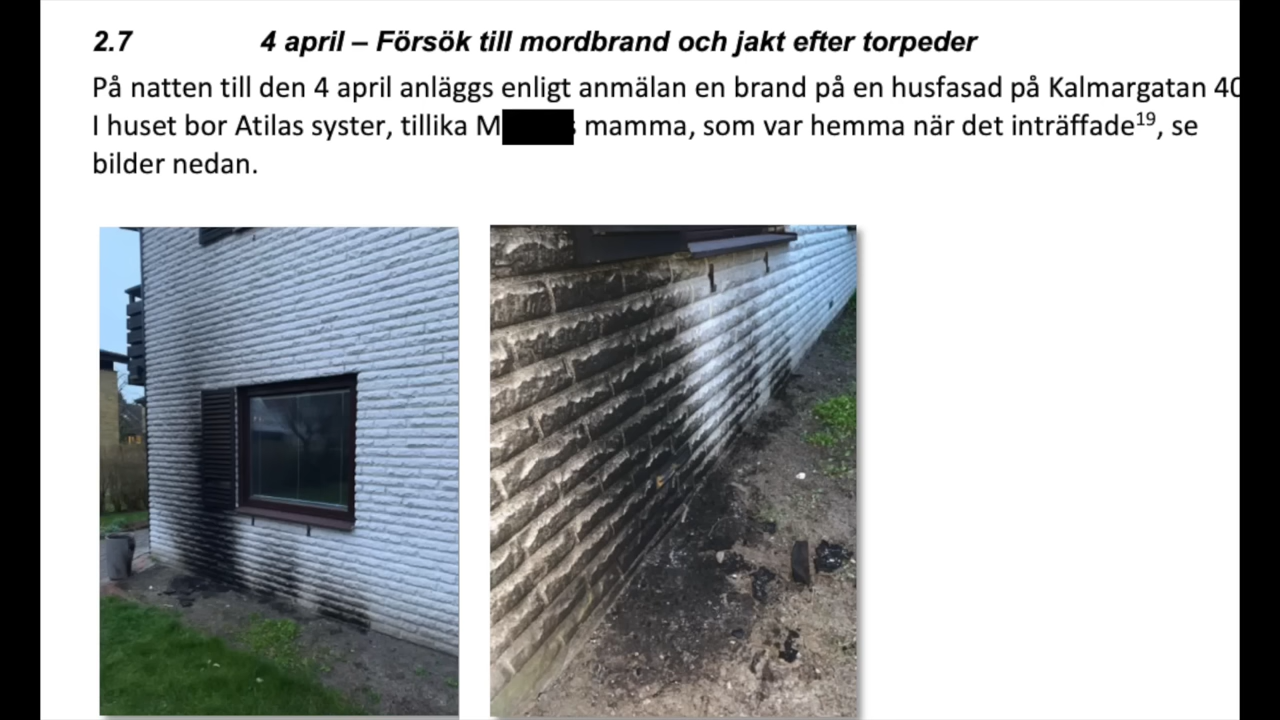 2.7 4 april – Försök till mordbrand och jakt efter torpeder
På natten till den 4 april anläggs enligt anmälan en brand på en husfasad på Kalmargatan 40
I huset bor Atilas syster, tillika M mamma, som var hemma när det inträffade19, se
bilder nedan.